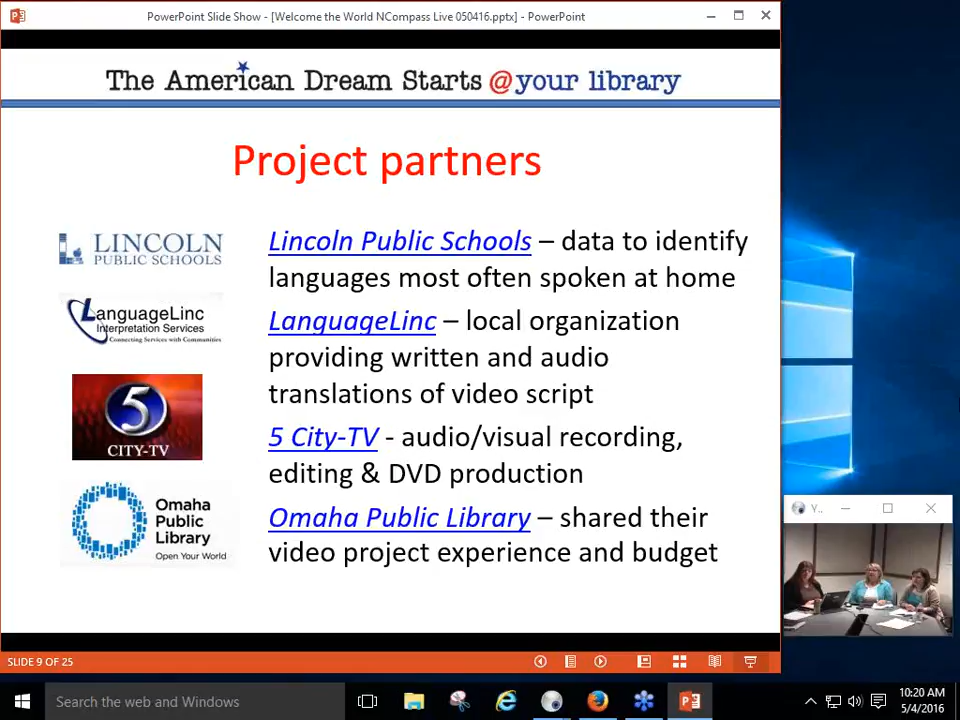 PowerPoint Slide Show - [Welcome the World NCompass Live 050416.pptx] - PowerPoint
The American Dream Starts @your library
Project partners
LINCOLN
PUBLIC SCHOOLS
Lincoln Public Schools – data to identify
languages most often spoken at home
LanguageLinc
Interpretation Services
Connecting Services with Communities
LanguageLinc – local organization
providing written and audio
translations of video script
5
CITY-TV
5 City-TV - audio/visual recording,
editing & DVD production
Omaha
Public
Library
Open Your World
Omaha Public Library – shared their
video project experience and budget
Y..
SLIDE 9 OF 25
Search the web and Windows
10:20 AM
5/4/2016